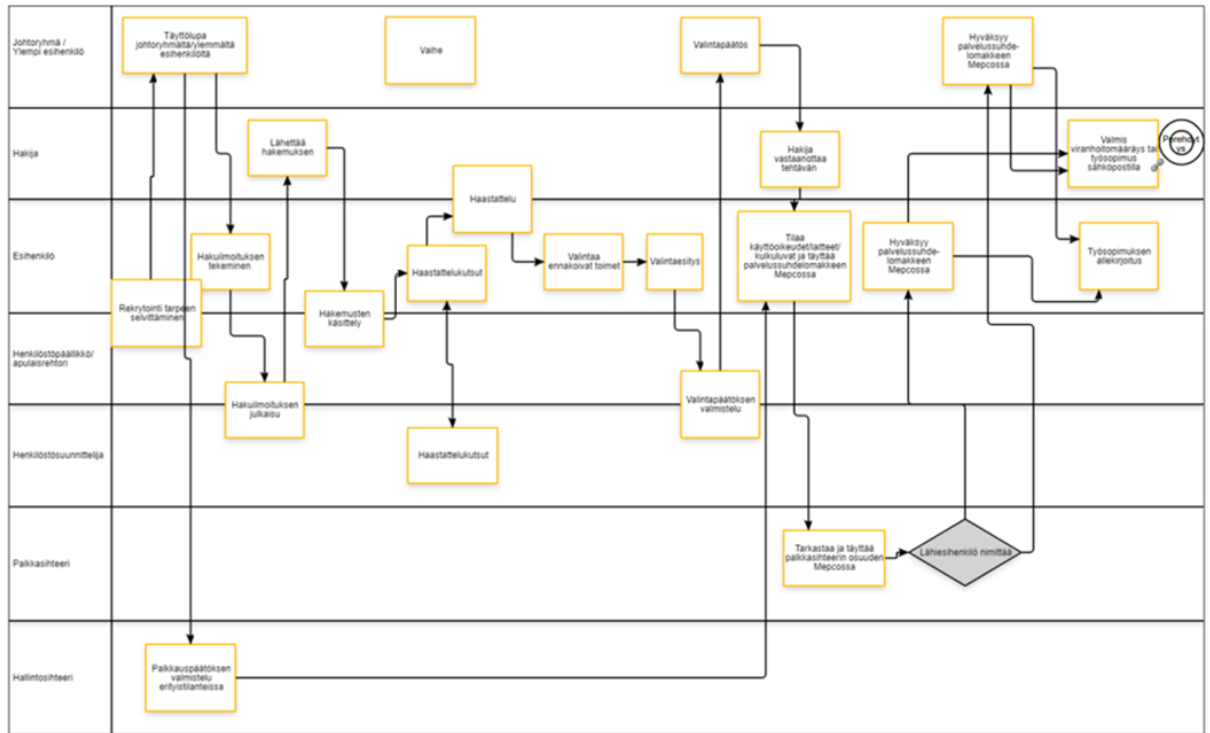 Johtoryhmä /
Ylempi esihenkilö
Täyttölupa
johtoryhmältä/ylemmältä
esihenkilöltä
Vaihe
Valintapäätös
Hyväksyy
palvelussuhde-
lomakkeen
Mepcossa
Hakija
Lähettää
hakemuksen
Hakija
vastaanottaa
tehtävän
Valmis
viranhoitomääräys tai
työsopimus
sähköpostilla
Perehdyt
ys
Esihenkilö
Hakuilmoituksen
tekeminen
Haastattelu
Haastattelukutsut
Valintaa
ennakoivat toimet
Valintaesitys
Tilaa
käyttöoikeudet/laitteet/
kulkuluvat ja täyttää
palvelussuhdelomakkeen
Mepcossa
Hyväksyy
palvelussuhde-
lomakkeen
Mepcossa
Työsopimuksen
allekirjoitus
Rekrytointi tarpeen
selvittäminen
Hakemusten
käsittely
Henkilöstöpäällikkö/
apulaisrehtori
Hakuilmoituksen
julkaisu
Valintapäätöksen
valmistelu
Henkilöstösuunnittelija
Haastattelukutsut
Palkkasihteeri
Tarkastaa ja täyttää
palkkasihteerin osuuden
Mepcossa
Lähiesihenkilö nimittää
Hallintosihteeri
Palkkauspäätöksen
valmistelu
erityistilanteissa